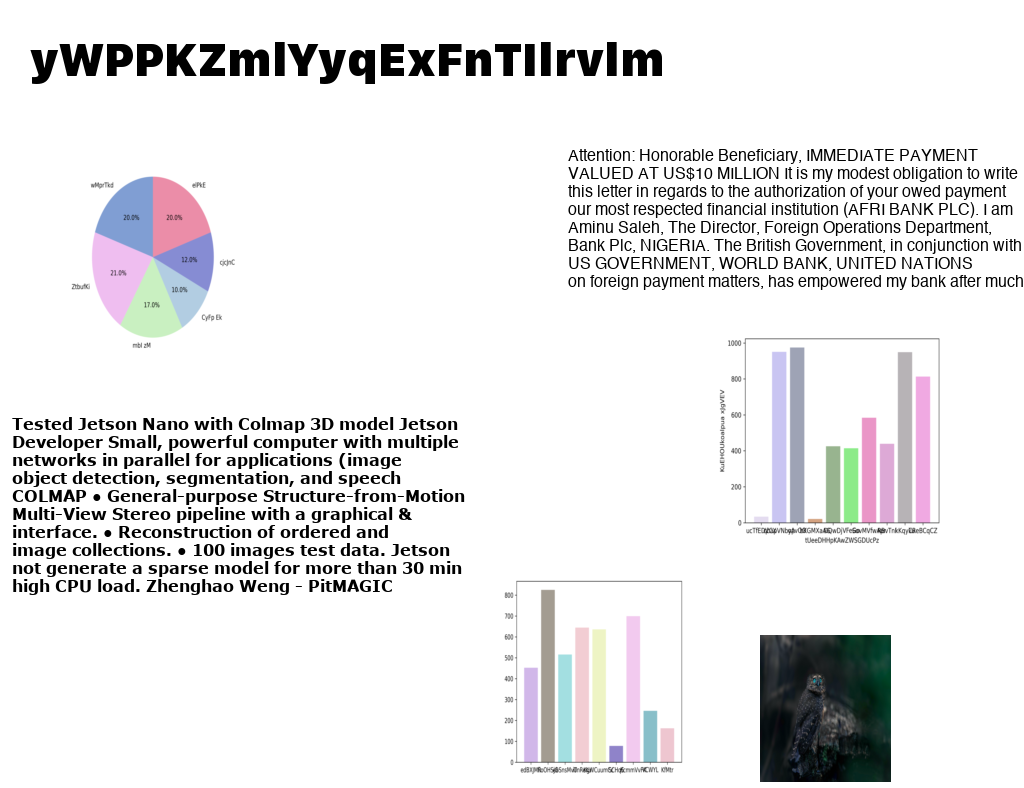 yWPPKZmlYyqExFnTIlrvlm
Attention: Honorable Beneficiary, IMMEDIATE PAYMENT
VALUED AT US$10 MILLION It is my modest obligation to write
this letter in regards to the authorization of your owed payment
our most respected financial institution (AFRI BANK PLC). I am
Aminu Saleh, The Director, Foreign Operations Department,
Bank Plc, NIGERIA. The British Government, in conjunction with
US GOVERNMENT, WORLD BANK, UNITED NATIONS
on foreign payment matters, has empowered my bank after much
wMprTkd
elPkE
20.0%
20.0%
12.0%
cjcJnC
21.0%
ZtbufNi
10.0%
17.0%
CyFp Ek
mbI zM
Tested Jetson Nano with Colmap 3D model Jetson
Developer Small, powerful computer with multiple
networks in parallel for applications (image
object detection, segmentation, and speech
COLMAP ● General-purpose Structure-from-Motion
Multi-View Stereo pipeline with a graphical &
interface. ● Reconstruction of ordered and
image collections. ● 100 images test data. Jetson
not generate a sparse model for more than 30 min
high CPU load. Zhenghao Weng - PitMAGIC
1000
800
600
400
200
0
tUeeDHHpKAwZWSGDUcPz
800
700
600
500
400
300
200
100
0
KfMtr